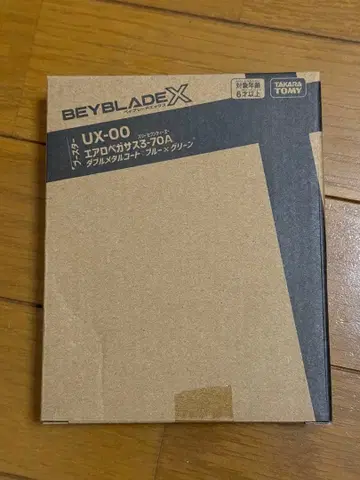 BEYBLADE X
ベイブレードエックス
対象年齢
6才以上
TAKARA
TOMY
ブースター
UX-00
エアロペガサス3-70A
ダブルメタルコート ブルー×グリーン